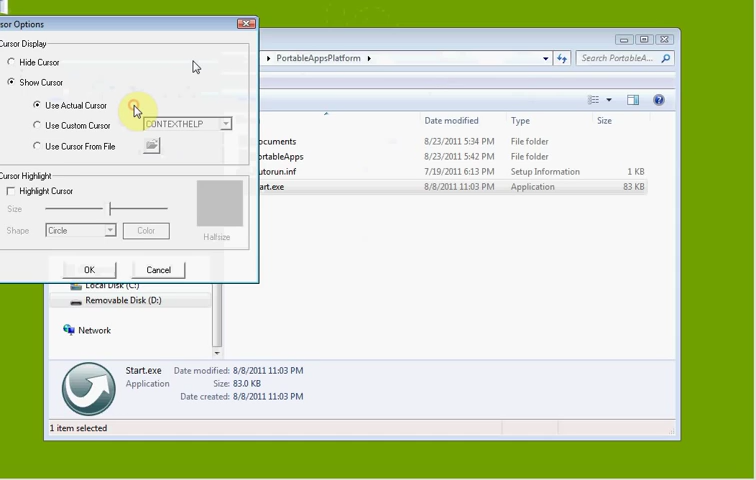 sor Options
Cursor Display
Hide Cursor
Show Cursor
Use Actual Cursor
Use Custom Cursor
CONTEXTHELP
Use Cursor From File
Cursor Highlight
Highlight Cursor
Size
Shape
Circle
Color
Halfsize
OK
Cancel
PortableAppsPlatform
Search PortableA...
Date modified
Type
Size
ocuments
8/23/2011 5:34 PM
File folder
ortableApps
8/23/2011 5:42 PM
File folder
utorun.inf
7/19/2011 6:13 PM
Setup Information
1 KB
tart.exe
8/8/2011 11:03 PM
Application
83 KB
Local Disk (C:)
Removable Disk (D:)
Network
Start.exe
Date modified: 8/8/2011 11:03 PM
Application
Size: 83.0 KB
Date created: 8/8/2011 11:03 PM
1 item selected